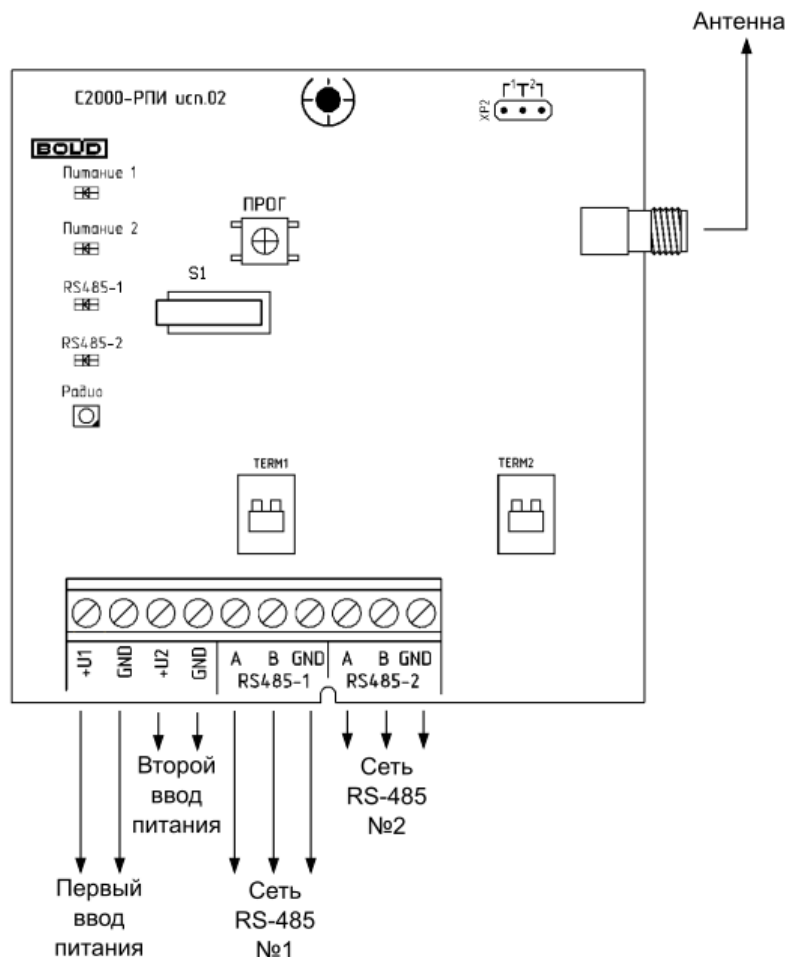 Антенна
С2000-РПИ исп.02
1 2
XP2
BOLID
Питание 1
Питание 2
ПРОГ
S1
RS485-1
RS485-2
Радио
TERM1
TERM2
+U1 GND +U2 GND A B GND A B GND
RS485-1 RS485-2
Второй
ввод
питания
Сеть
RS-485
№2
Первый
ввод
питания
Сеть
RS-485
№1